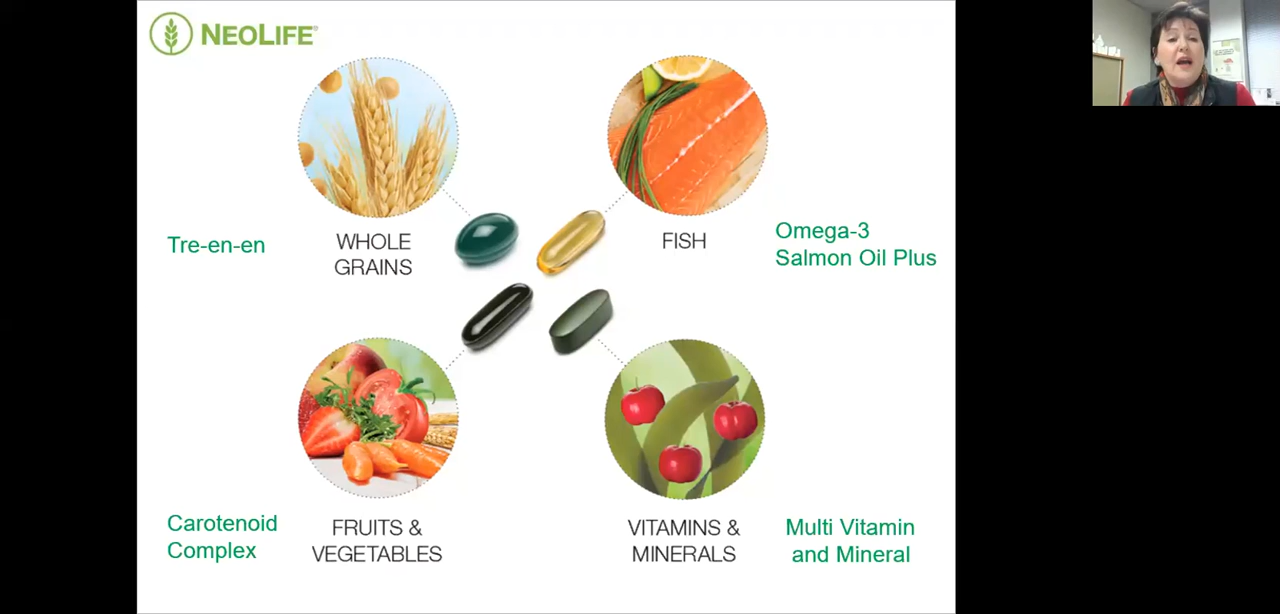 NEOLIFE
Tre-en-en
WHOLE
GRAINS
FISH
Omega-3
Salmon Oil Plus
Carotenoid
Complex
FRUITS &
VEGETABLES
VITAMINS &
MINERALS
Multi Vitamin
and Mineral